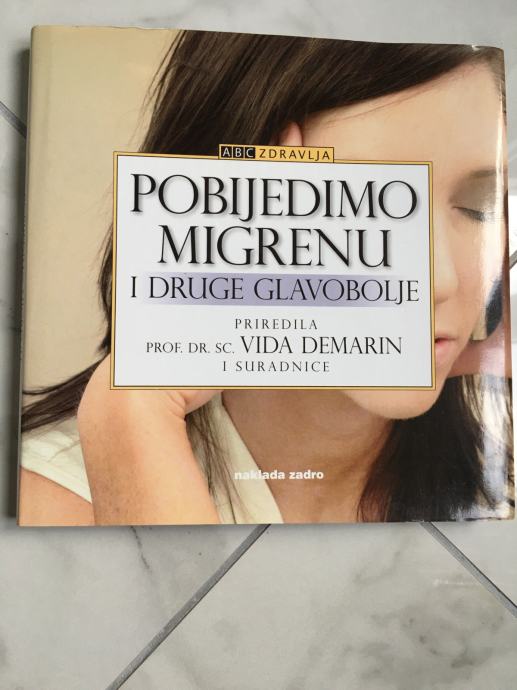 ABC ZDRAVLJA
POBIJEDIMO
MIGRENU
I DRUGE GLAVOBOLJE
PRIREDILA
PROF. DR. SC. VIDA DEMARIN
I SURADNICE
naklada zadro